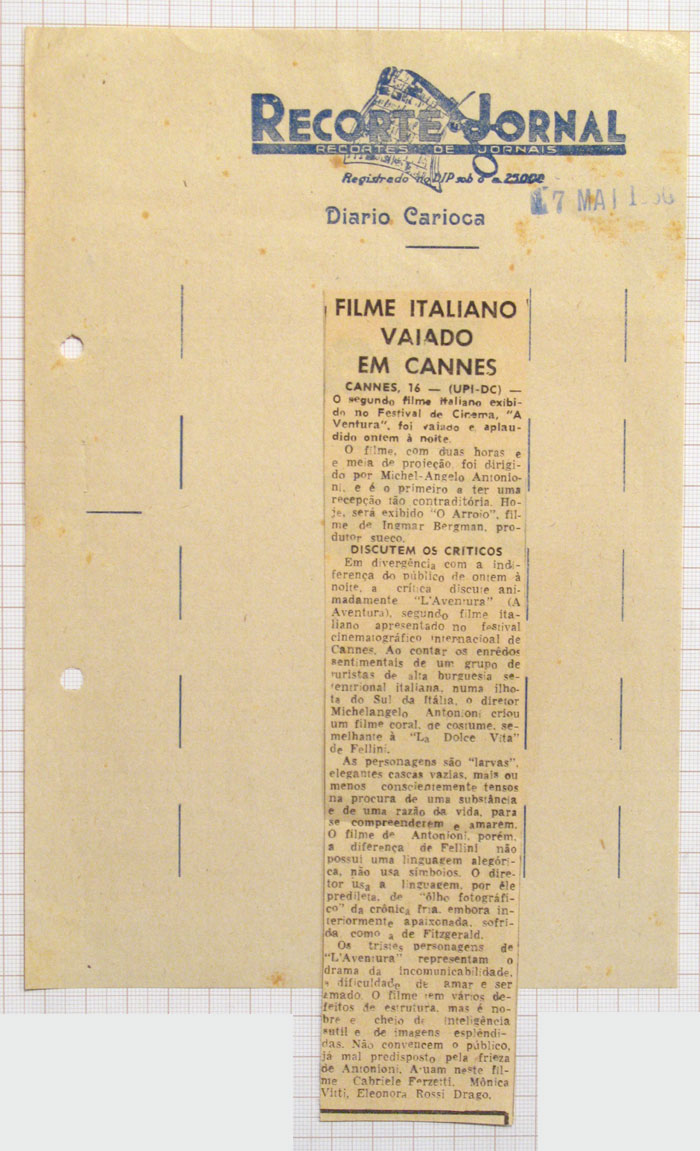 RECORTE JORNAL
RECORTES DE JORNAIS
Registrado no DIP sob o n. 25.008
17 MAI 1960
Diario Carioca
FILME ITALIANO
VAIADO
EM CANNES
CANNES, 16 — (UPI-DC) —
O segundo filme italiano exibi-
do no Festival de Cinema, "A
Ventura", foi vaiado e aplau-
dido ontem à noite.
O filme, com duas horas e
e meia de projeção, foi dirigi-
do por Michel-Angelo Antonio-
ni, e é o primeiro a ter uma
recepção tão contraditória. Ho-
je, será exibido "O Arroio", fil-
me de Ingmar Bergman, pro-
dutor sueco.
DISCUTEM OS CRITICOS
Em divergência com a indi-
ferença do público de ontem à
noite, a crítica discute ani-
madamente "L'Aventura" (A
Aventura), segundo filme ita-
liano apresentado no festival
cinematográfico internacioal de
Cannes. Ao contar os enrêdos
sentimentais de um grupo de
turistas de alta burguesia se-
tentrional italiana, numa ilho-
ta do Sul da Itália, o diretor
Michelangelo Antonioni criou
um filme coral, de costume, se-
melhante à "La Dolce Vita"
de Fellini.
As personagens são "larvas",
elegantes cascas vazias, mais ou
menos conscientemente tensos
na procura de uma substância
e de uma razão da vida, para
se compreenderem e amarem.
O filme de Antonioni, porém,
a diferença de Fellini não
possui uma linguagem alegóri-
ca, não usa símbolos. O dire-
tor usa a linguagem, por êle
predileta, de "ôlho fotográfi-
co" da crônica fria, embora in-
teriormente apaixonada, sofri-
da como a de Fitzgerald.
Os tristes personagens de
"L'Aventura" representam o
drama da incomunicabilidade,
a dificuldade de amar e ser
amado. O filme tem vários de-
feitos de estrutura, mas é no-
bre e cheio de inteligência
sutil e de imagens esplêndi-
das. Não convencem o público,
já mal predisposto pela frieza
de Antonioni. Atuam neste fil-
me Cabriele Ferzetti, Mônica
Vitti, Eleonora Rossi Drago.